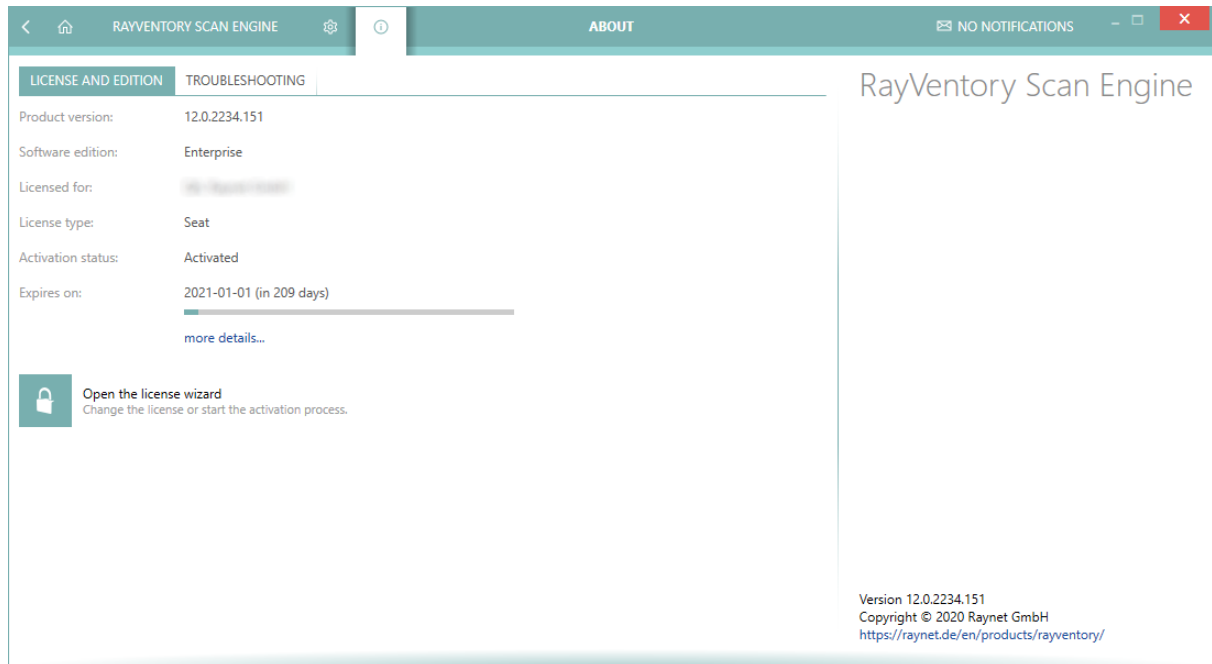 RAYVENTORY SCAN ENGINE
ABOUT
NO NOTIFICATIONS
LICENSE AND EDITION
TROUBLESHOOTING
RayVentory Scan Engine
Product version: 12.0.2234.151
Software edition: Enterprise
Licensed for:
License type: Seat
Activation status: Activated
Expires on: 2021-01-01 (in 209 days)
more details...
Open the license wizard
Change the license or start the activation process.
Version 12.0.2234.151
Copyright © 2020 Raynet GmbH
https://raynet.de/en/products/rayventory/